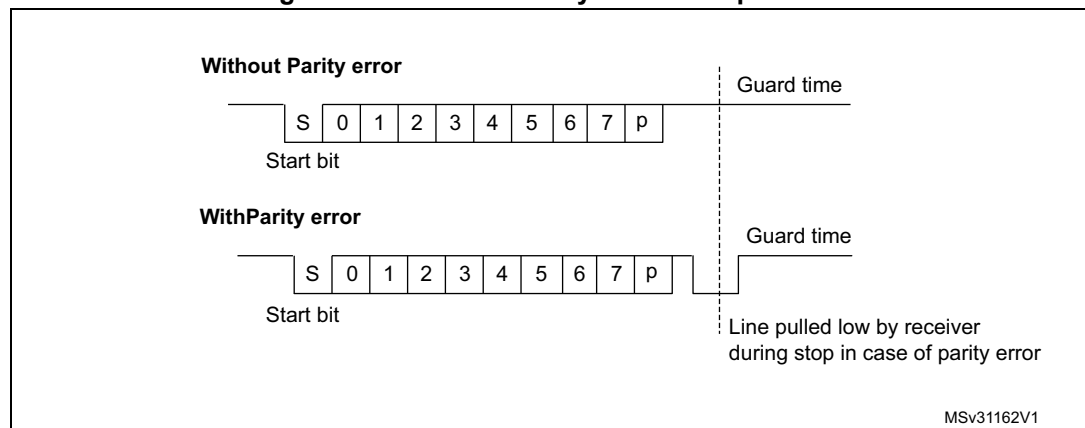 Without Parity error
Guard time
S 0 1 2 3 4 5 6 7 p
Start bit
WithParity error
Guard time
S 0 1 2 3 4 5 6 7 p
Start bit
Line pulled low by receiver
during stop in case of parity error
MSv31162V1